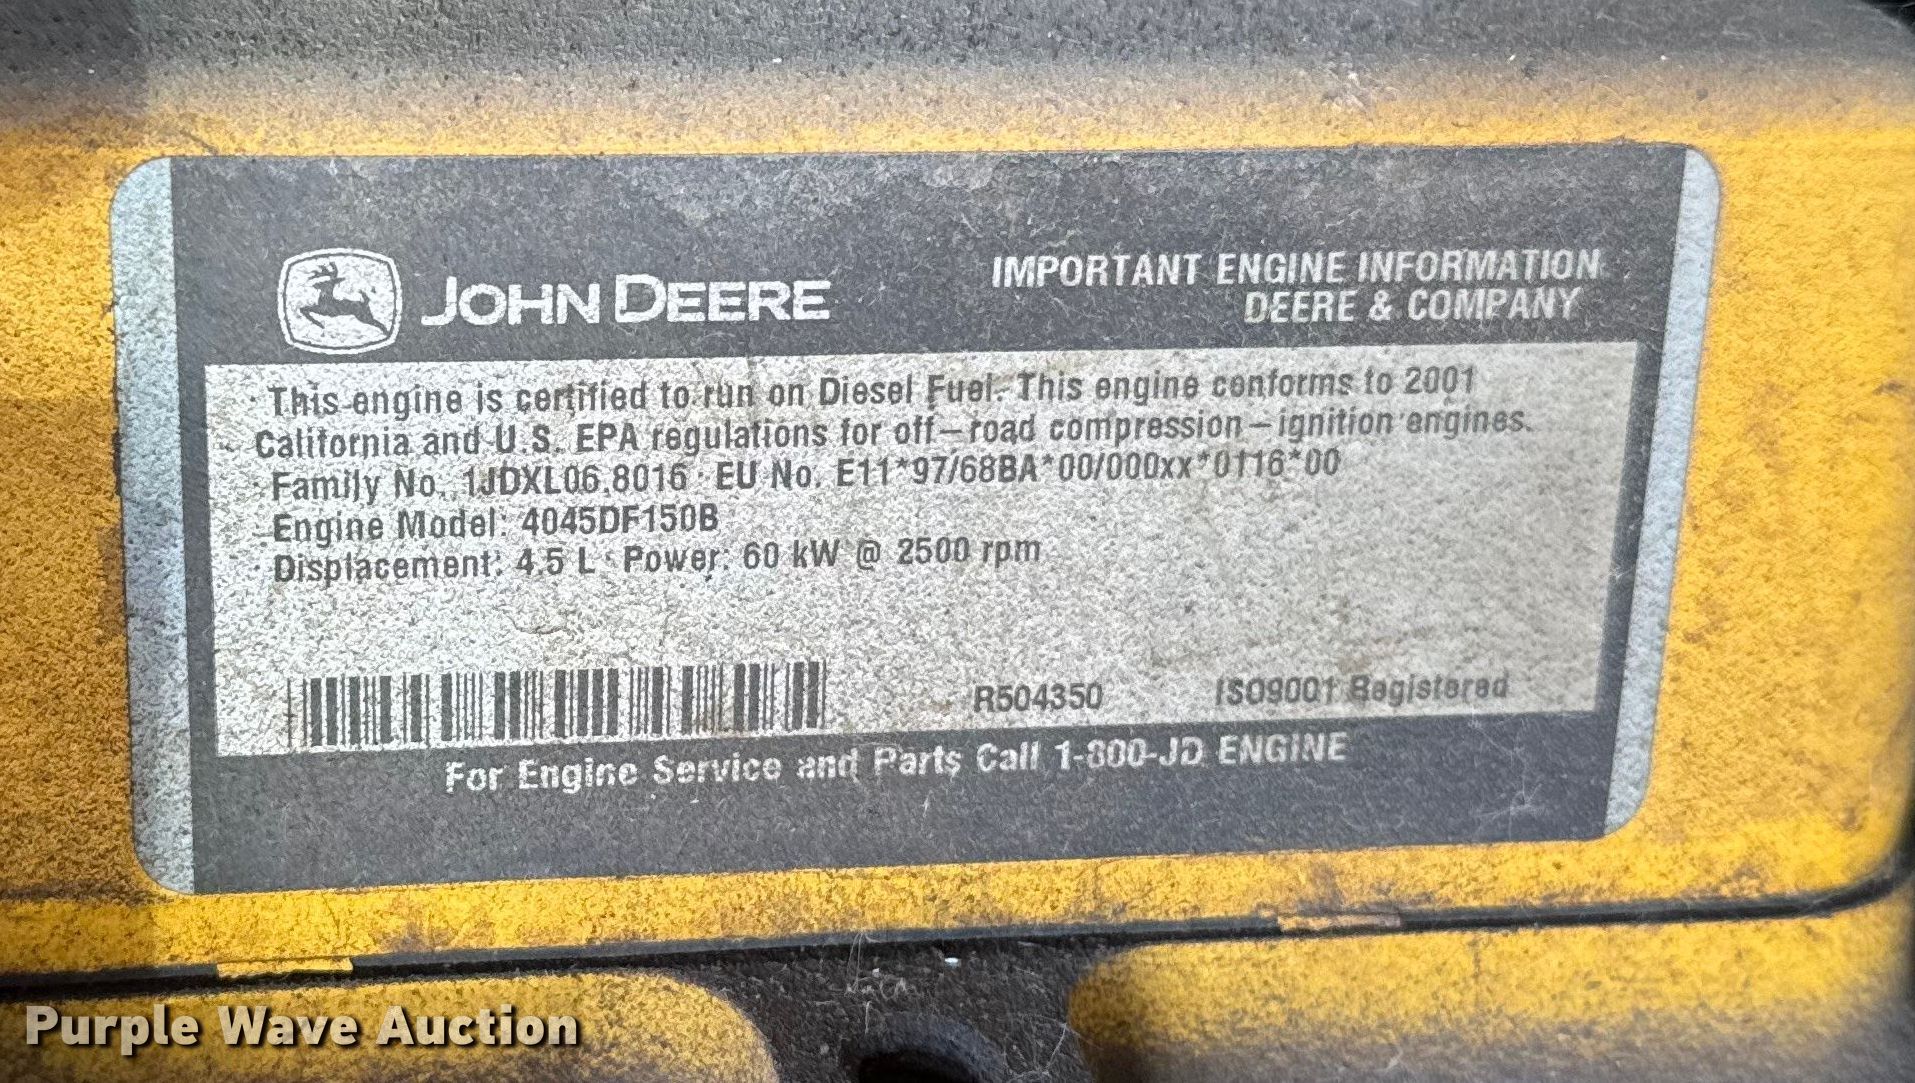 JOHN DEERE
IMPORTANT ENGINE INFORMATION
DEERE & COMPANY
· This engine is certified to run on Diesel Fuel. This engine conforms to 2001
California and U.S. EPA regulations for off-road compression-ignition engines.
· Family No. 1JDXL06.8016 · EU No. E11*97/68BA*00/000xx*0116*00
Engine Model: 4045DF150B
· Displacement: 4.5 L · Power: 60 kW @ 2500 rpm
R504350 ISO9001 Registered
For Engine Service and Parts Call 1-800-JD ENGINE
Purple Wave Auction